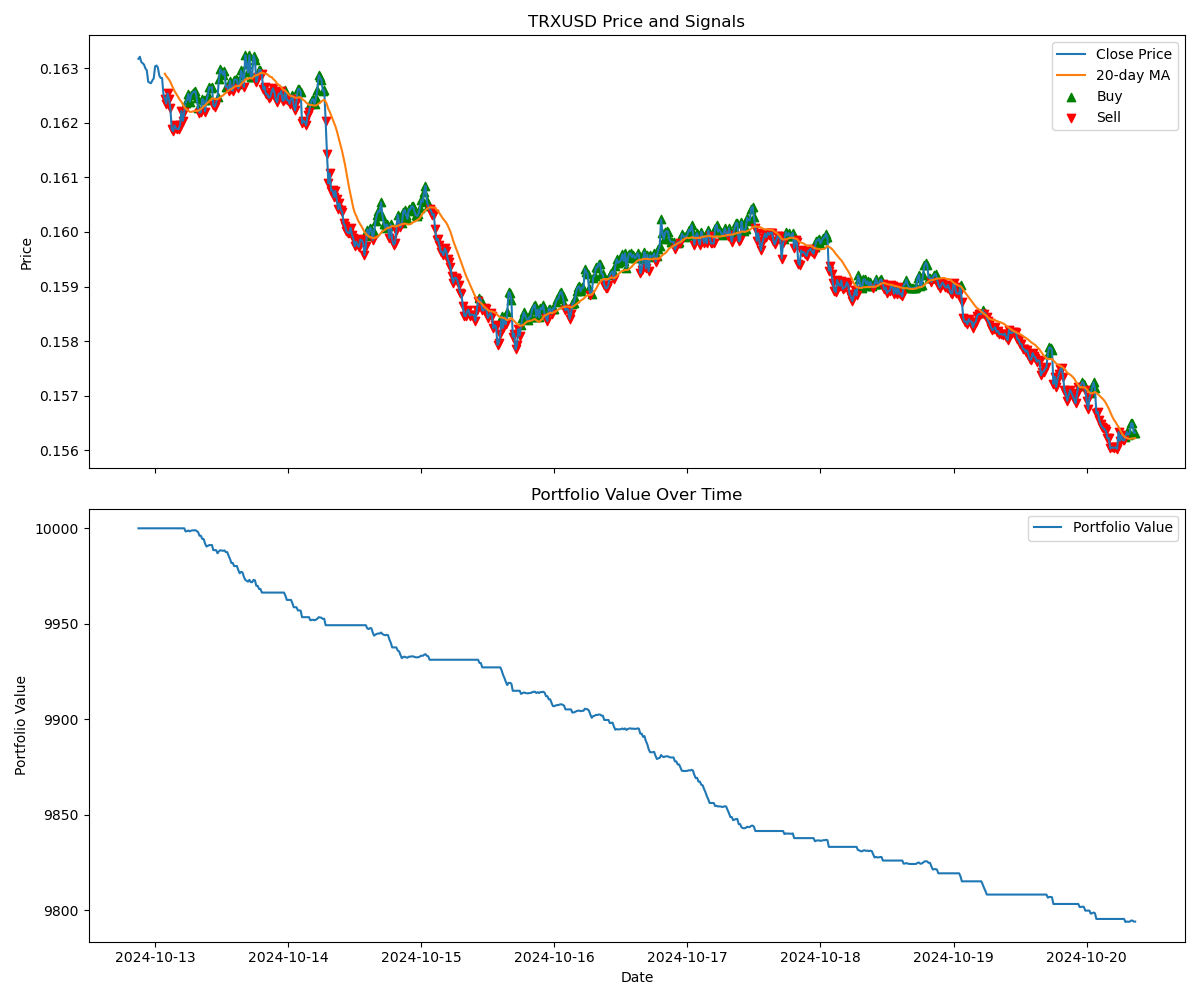 TRXUSD Price and Signals
Price
0.163
0.162
0.161
0.160
0.159
0.158
0.157
0.156
Close Price
20-day MA
Buy
Sell
Portfolio Value Over Time
Portfolio Value
10000
9950
9900
9850
9800
Portfolio Value
2024-10-13 2024-10-14 2024-10-15 2024-10-16 2024-10-17 2024-10-18 2024-10-19 2024-10-20
Date